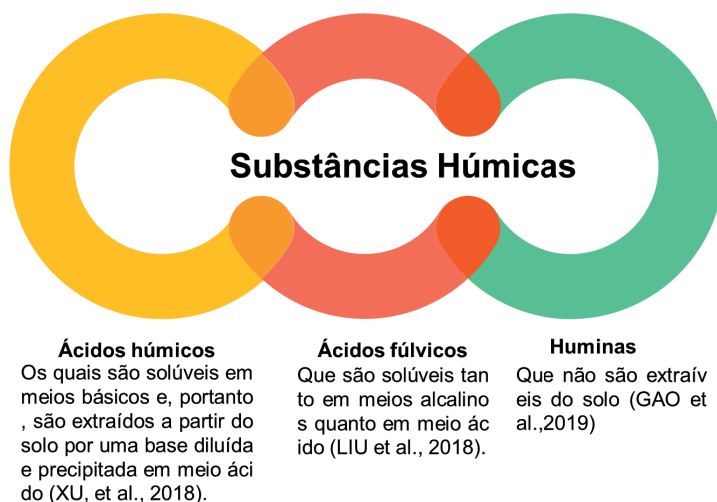 Substâncias Húmicas
Ácidos húmicos
Os quais são solúveis em
meios básicos e, portanto
, são extraídos a partir do
solo por uma base diluída
e precipitada em meio áci
do (XU, et al., 2018).
Ácidos fúlvicos
Que são solúveis tan
to em meios alcalino
s quanto em meio ác
ido (LIU et al., 2018).
Huminas
Que não são extraív
eis do solo (GAO et
al.,2019)